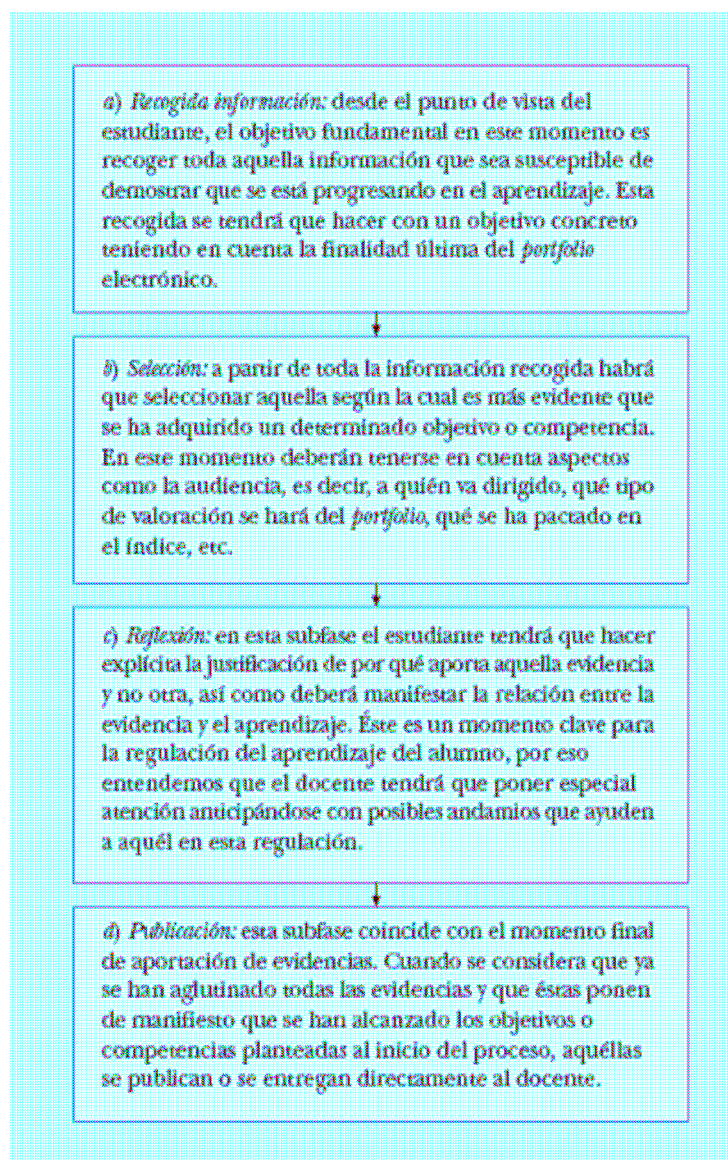 a) Recogida información: desde el punto de vista del
estudiante, el objetivo fundamental en este momento es
recoger toda aquella información que sea susceptible de
demostrar que se está progresando en el aprendizaje. Esta
recogida se tendrá que hacer con un objetivo concreto
teniendo en cuenta la finalidad última del portfolio
electrónico.
b) Selección: a partir de toda la información recogida habrá
que seleccionar aquella según la cual es más evidente que
se ha adquirido un determinado objetivo o competencia.
En este momento deberán tenerse en cuenta aspectos
como la audiencia, es decir, a quién va dirigido, qué tipo
de valoración se hará del portfolio, qué se ha pactado en
el índice, etc.
c) Reflexión: en esta subfase el estudiante tendrá que hacer
explícita la justificación de por qué aporta aquella evidencia
y no otra, así como deberá manifestar la relación entre la
evidencia y el aprendizaje. Éste es un momento clave para
la regulación del aprendizaje del alumno, por eso
entendemos que el docente tendrá que poner especial
atención anticipándose con posibles andamios que ayuden
a aquél en esta regulación.
d) Publicación: esta subfase coincide con el momento final
de aportación de evidencias. Cuando se considera que ya
se han aglutinado todas las evidencias y que éstas ponen
de manifiesto que se han alcanzado los objetivos o
competencias planteadas al inicio del proceso, aquéllas
se publican o se entregan directamente al docente.